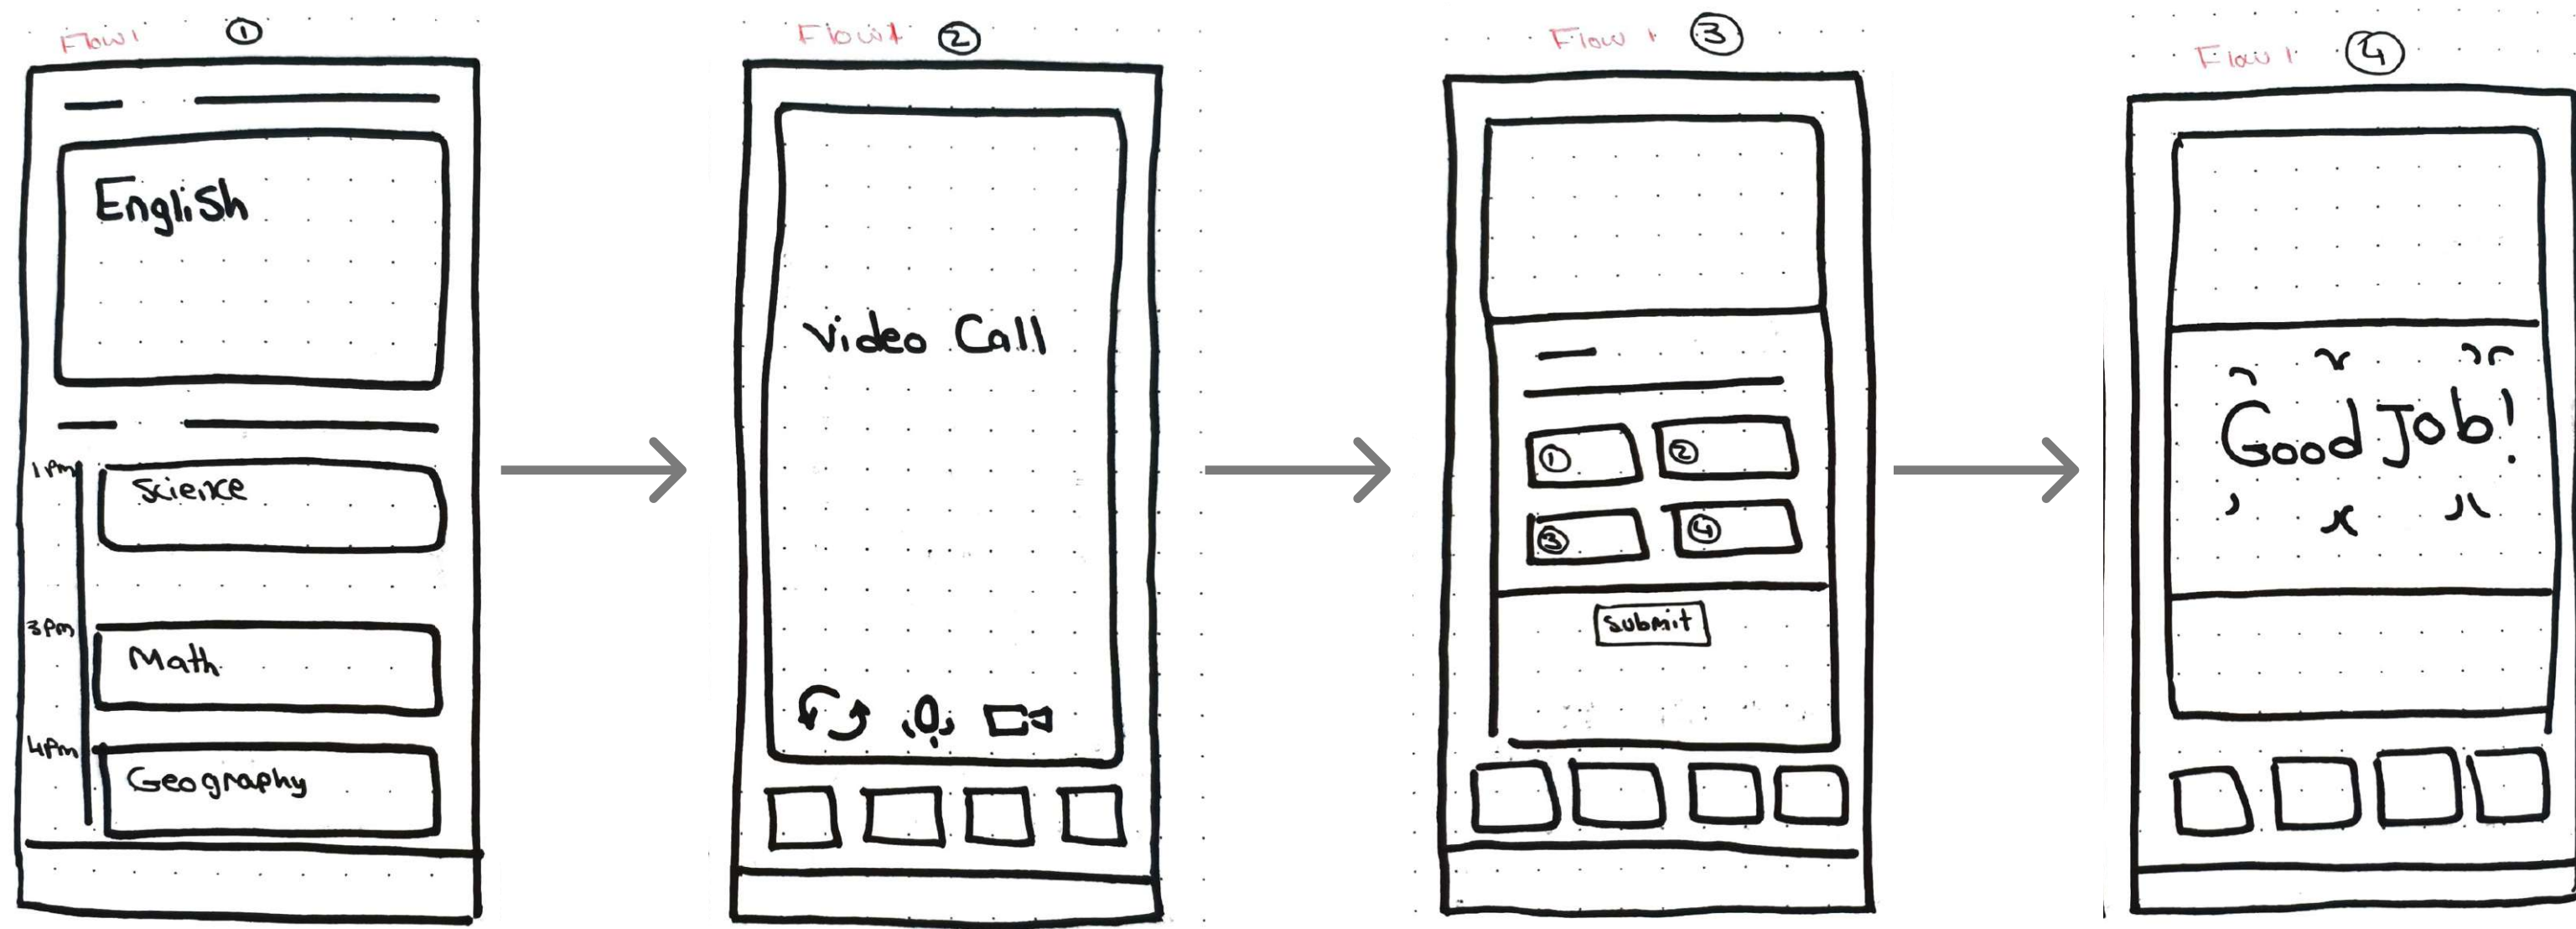 Flow 1 ①
English
1pm
Science
3pm
Math
4pm
Geography
Flow 1 ②
Video Call
Flow 1 ③
① ②
③ ④
Submit
Flow 1 ④
Good Job!